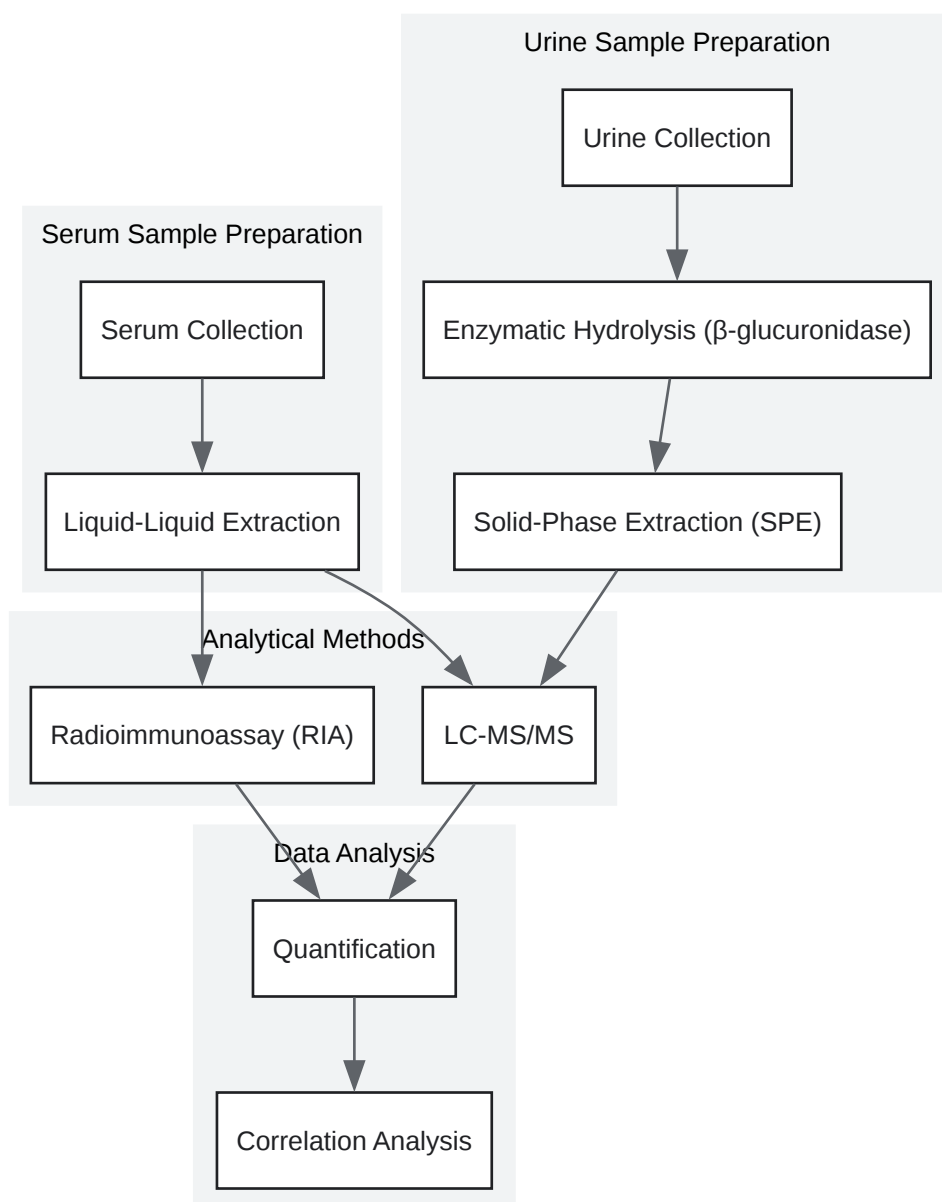 Urine Sample Preparation
Urine Collection
Serum Sample Preparation
Serum Collection
Enzymatic Hydrolysis (β-glucuronidase)
Liquid-Liquid Extraction
Solid-Phase Extraction (SPE)
Analytical Methods
Radioimmunoassay (RIA)
LC-MS/MS
Data Analysis
Quantification
Correlation Analysis